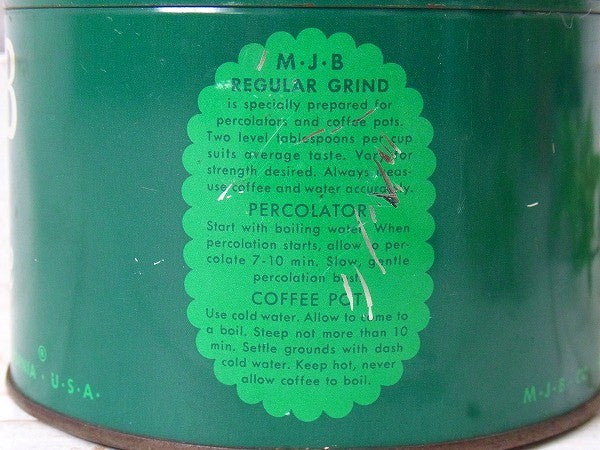 B
M·J·B
REGULAR GRIND
is specially prepared for
percolators and coffee pots.
Two level tablespoons per cup
suits average taste. Vary for
strength desired. Always meas-
ure coffee and water accurately.
PERCOLATOR
Start with boiling water. When
percolation starts, allow to per-
colate 7-10 min. Slow, gentle
percolation best.
COFFEE POT
Use cold water. Allow to come to
a boil. Steep not more than 10
min. Settle grounds with dash
cold water. Keep hot, never
allow coffee to boil.
®
NIA · U·S·A·
M·J·B